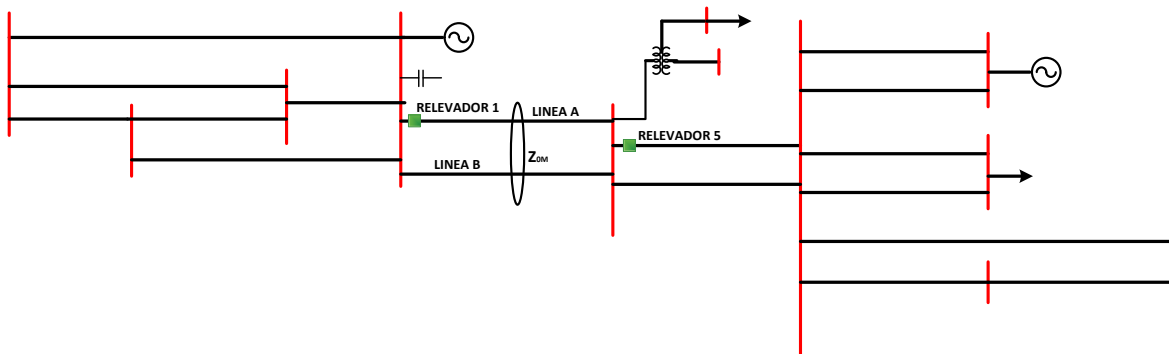 RELEVADOR 1
LINEA A
RELEVADOR 5
LINEA B
Z0M